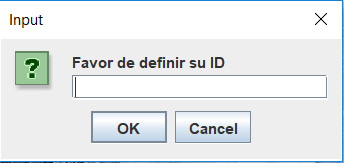 Input
Favor de definir su ID
OK
Cancel